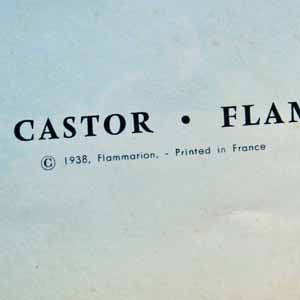 CASTOR • FLAM
© 1938, Flammarion, - Printed in France